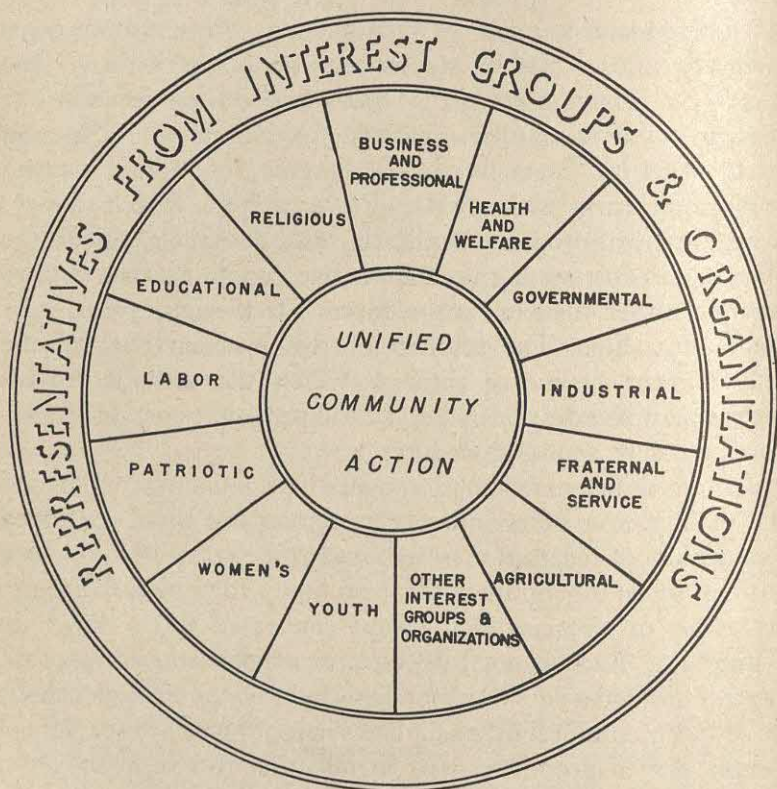 REPRESENTATIVES FROM INTEREST GROUPS & ORGANIZATIONS
BUSINESS
AND
PROFESSIONAL
HEALTH
AND
WELFARE
GOVERNMENTAL
INDUSTRIAL
FRATERNAL
AND
SERVICE
AGRICULTURAL
OTHER
INTEREST
GROUPS &
ORGANIZATIONS
YOUTH
WOMEN'S
PATRIOTIC
LABOR
EDUCATIONAL
RELIGIOUS
UNIFIED
COMMUNITY
ACTION